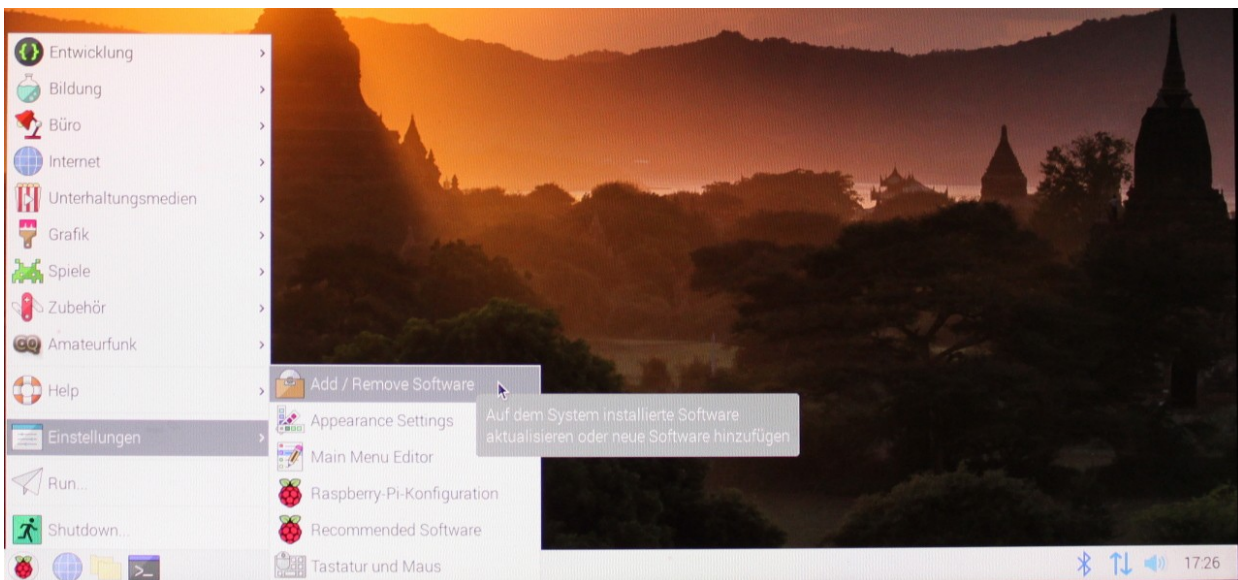 Entwicklung
Bildung
Büro
Internet
Unterhaltungsmedien
Grafik
Spiele
Zubehör
Amateurfunk
Help
Einstellungen
Run...
Shutdown...
Add / Remove Software
Appearance Settings
Main Menu Editor
Raspberry-Pi-Konfiguration
Recommended Software
Tastatur und Maus
Auf dem System installierte Software
aktualisieren oder neue Software hinzufügen
CQ
>_
17:26